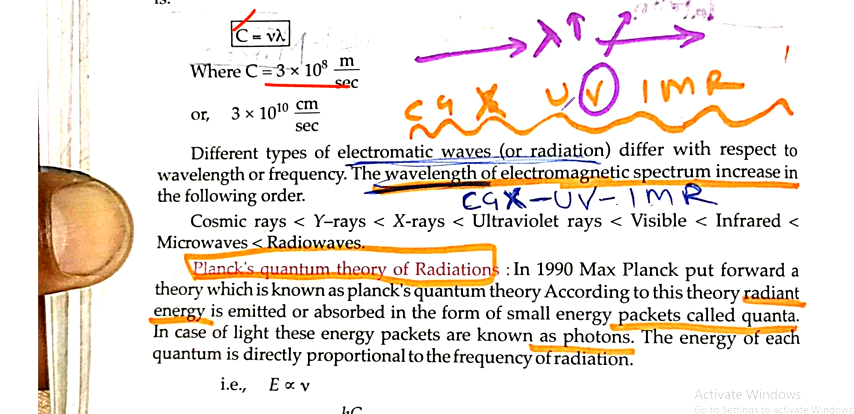 is.
C = νλ
Where C = 3 × 10⁸ m/sec
λ↑
or, 3 × 10¹⁰ cm/sec
CGX UV IMR
Different types of electromatic waves (or radiation) differ with respect to
wavelength or frequency. The wavelength of electromagnetic spectrum increase in
the following order.
CGX-UV-IMR
Cosmic rays < Y–rays < X-rays < Ultraviolet rays < Visible < Infrared <
Microwaves < Radiowaves.
Planck's quantum theory of Radiations : In 1990 Max Planck put forward a
theory which is known as planck's quantum theory According to this theory radiant
energy is emitted or absorbed in the form of small energy packets called quanta.
In case of light these energy packets are known as photons. The energy of each
quantum is directly proportional to the frequency of radiation.
i.e., E ∝ ν
hC
Activate Windows
Go to Settings to activate Windows.